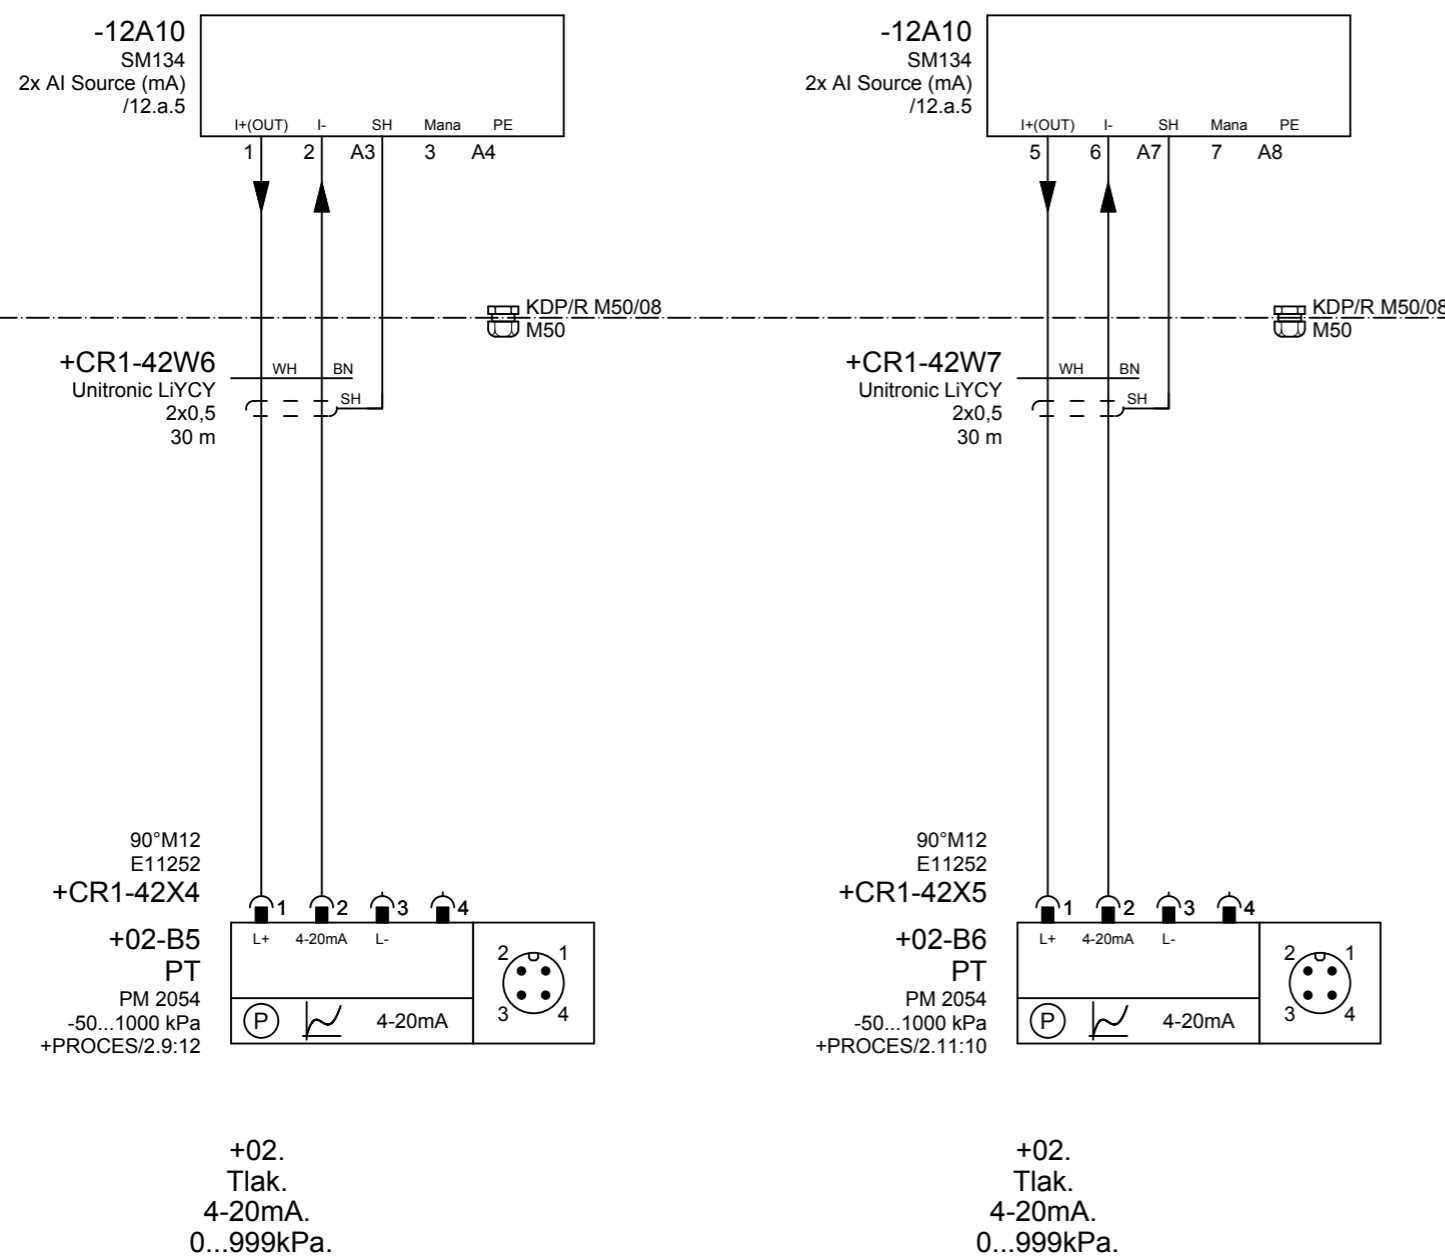 -12A10
SM134
2x AI Source (mA)
/12.a.5
I+(OUT) I- SH Mana PE
1 2 A3 3 A4
KDP/R M50/08
M50
+CR1-42W6
Unitronic LiYCY
2x0,5
30 m
WH BN
SH
90°M12
E11252
+CR1-42X4
1 2 3 4
+02-B5
PT
PM 2054
-50...1000 kPa
+PROCES/2.9:12
L+ 4-20mA L-
P 4-20mA
2 1
3 4
+02.
Tlak.
4-20mA.
0...999kPa.
-12A10
SM134
2x AI Source (mA)
/12.a.5
I+(OUT) I- SH Mana PE
5 6 A7 7 A8
KDP/R M50/08
M50
+CR1-42W7
Unitronic LiYCY
2x0,5
30 m
WH BN
SH
90°M12
E11252
+CR1-42X5
1 2 3 4
+02-B6
PT
PM 2054
-50...1000 kPa
+PROCES/2.11:10
L+ 4-20mA L-
P 4-20mA
2 1
3 4
+02.
Tlak.
4-20mA.
0...999kPa.